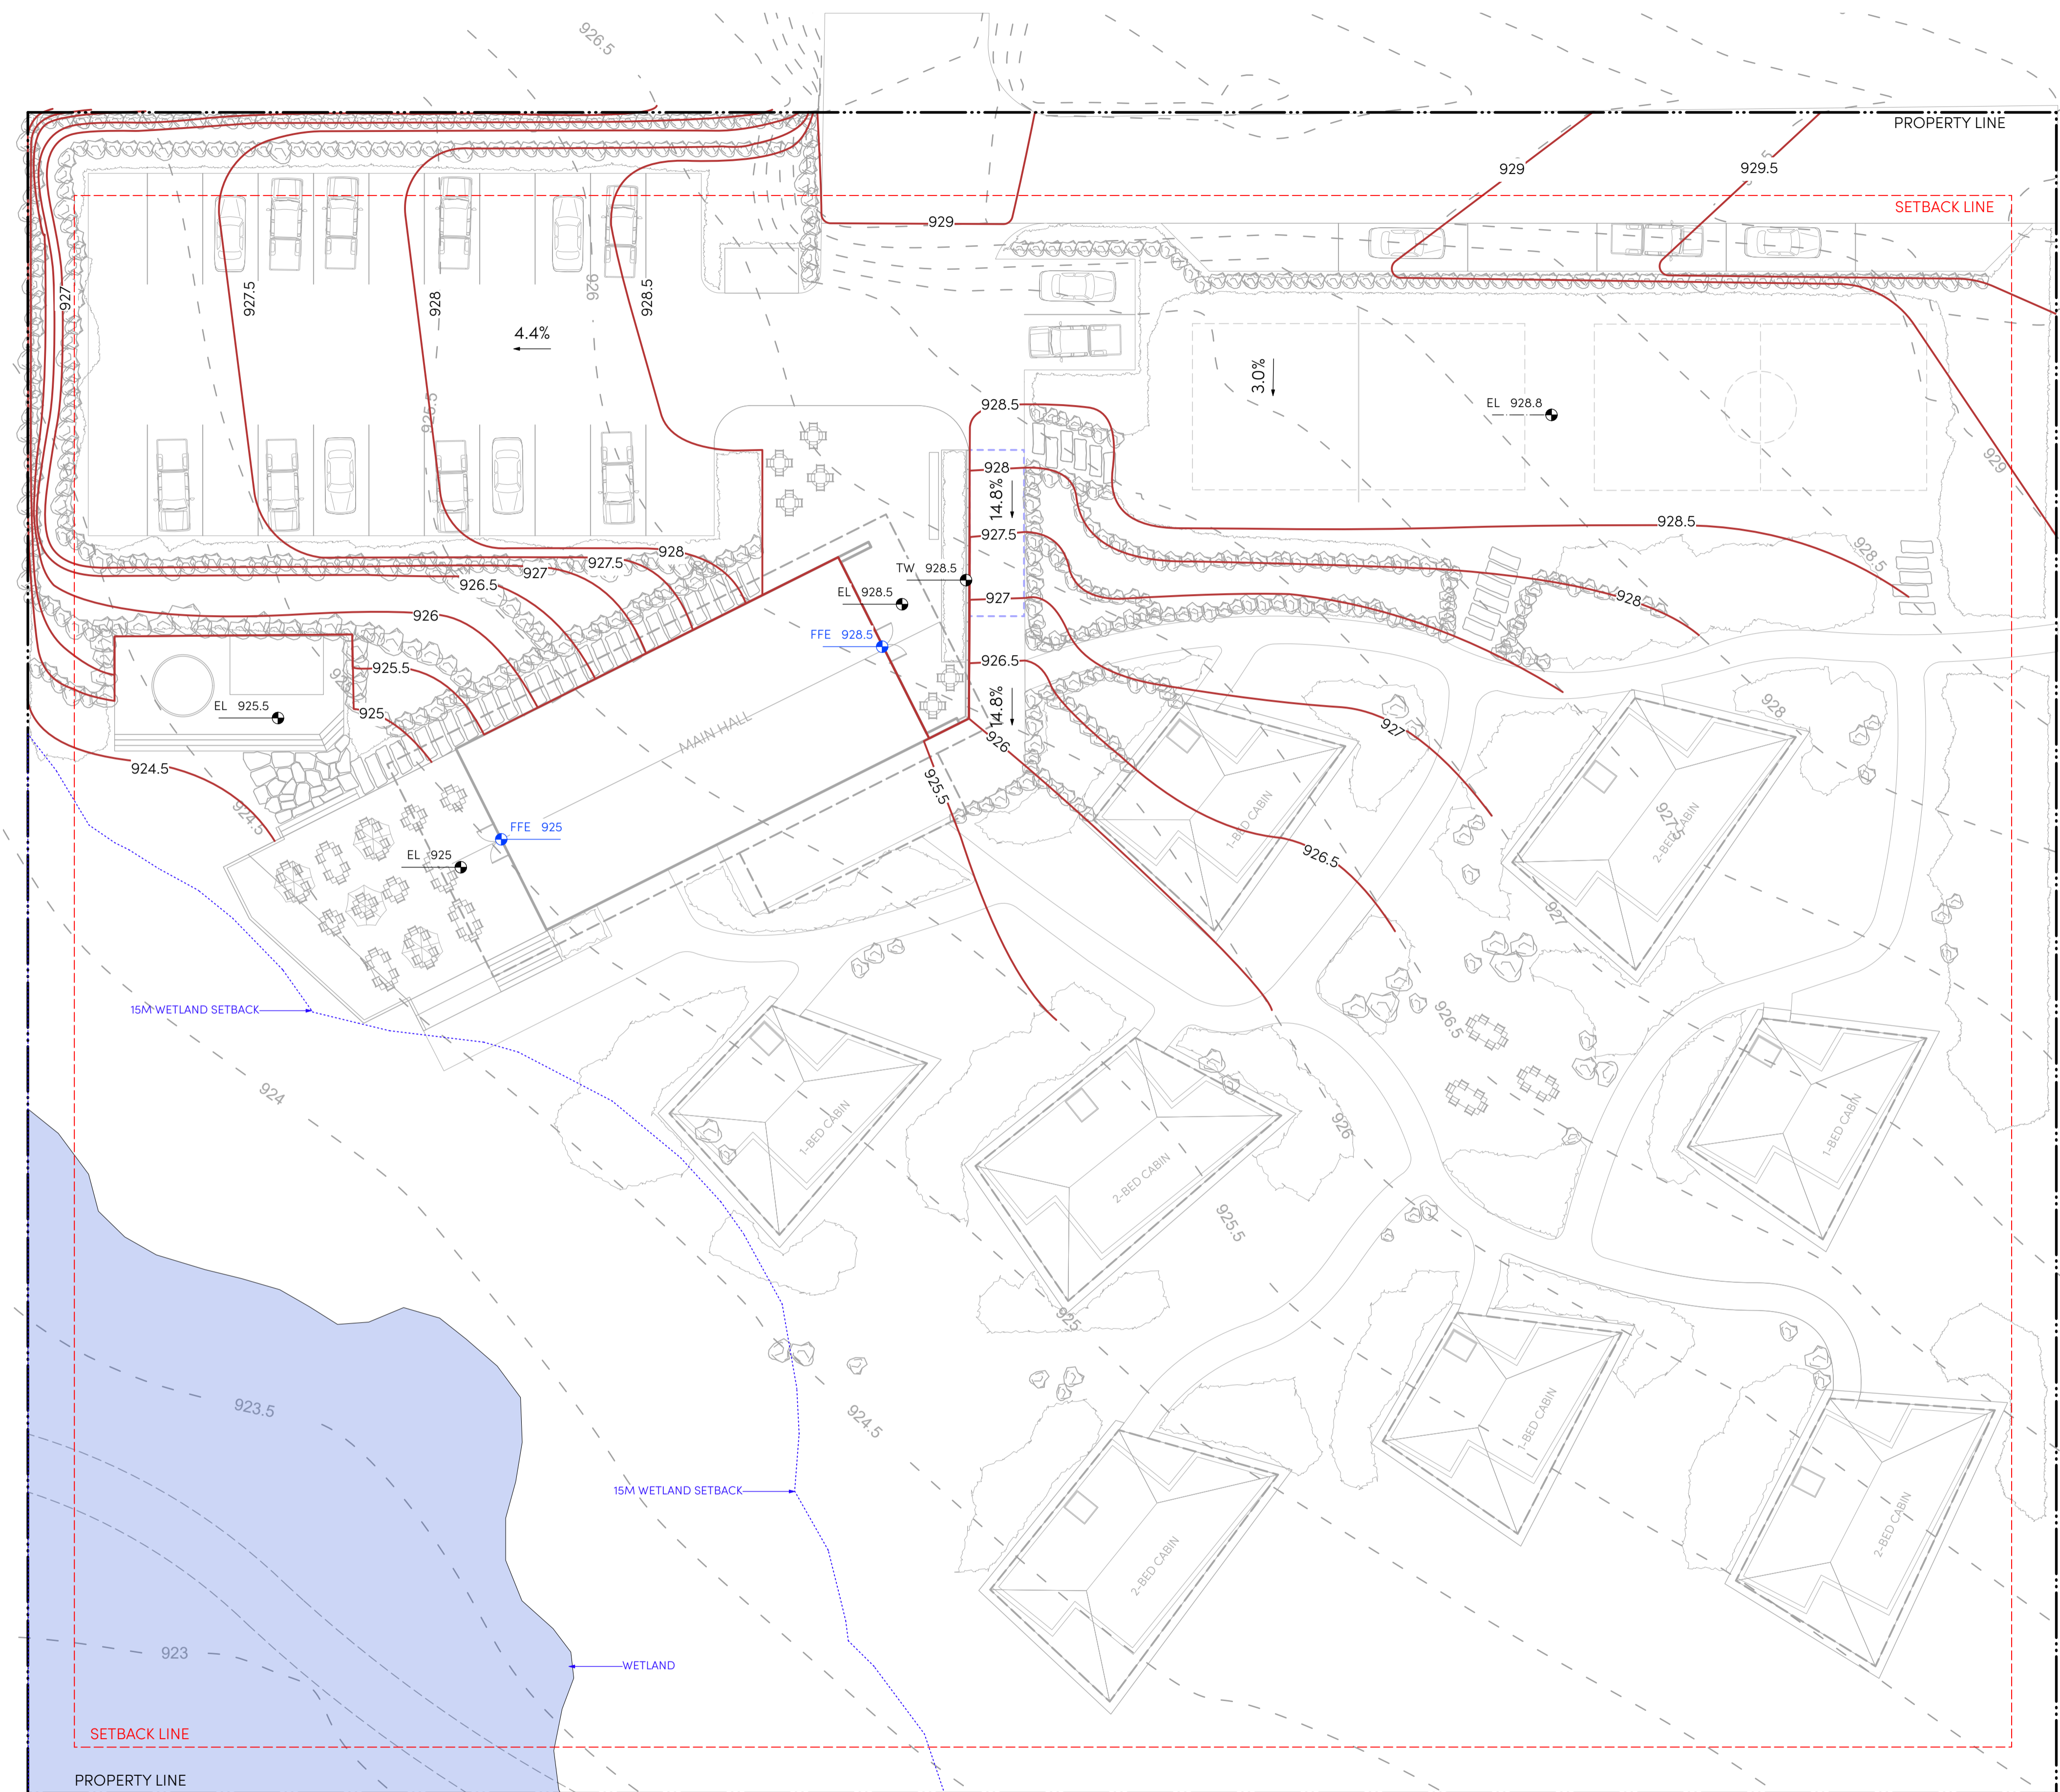 926.5
PROPERTY LINE
929
929.5
SETBACK LINE
929
927
927.5
928
926
928.5
4.4%
3.0%
EL 928.8
928.5
926.5
929
928
14.8%
928.5
927.5
928
928.5
927.5
927
926.5
TW 928.5
EL 928.5
927
928
926
FFE 928.5
925.5
926.5
EL 925.5
925
14.8%
928
MAIN HALL
926
927
924.5
925.5
924.5
FFE 925
1-BED CABIN
927.5
2-BED CABIN
EL 925
926.5
927
15M WETLAND SETBACK
926.5
924
1-BED CABIN
926
1-BED CABIN
2-BED CABIN
925.5
925
923.5
924.5
1-BED CABIN
15M WETLAND SETBACK
2-BED CABIN
2-BED CABIN
923
WETLAND
SETBACK LINE
PROPERTY LINE